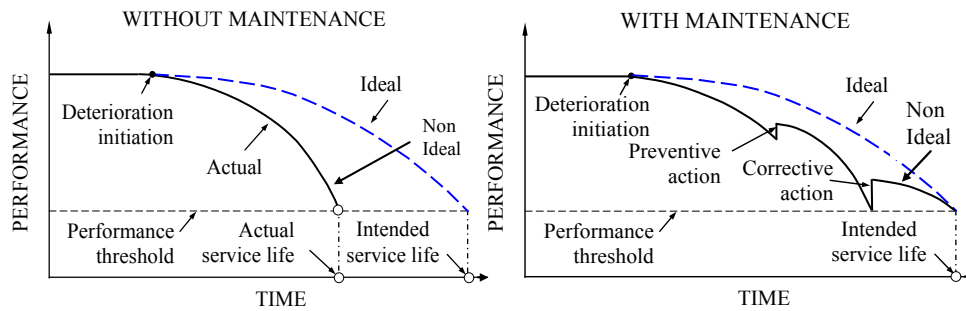 WITHOUT MAINTENANCE
PERFORMANCE
Deterioration
initiation
Ideal
Actual
Non
Ideal
Performance
threshold
Actual
service life
Intended
service life
TIME
WITH MAINTENANCE
PERFORMANCE
Deterioration
initiation
Ideal
Non
Ideal
Preventive
action
Corrective
action
Performance
threshold
Intended
service life
TIME